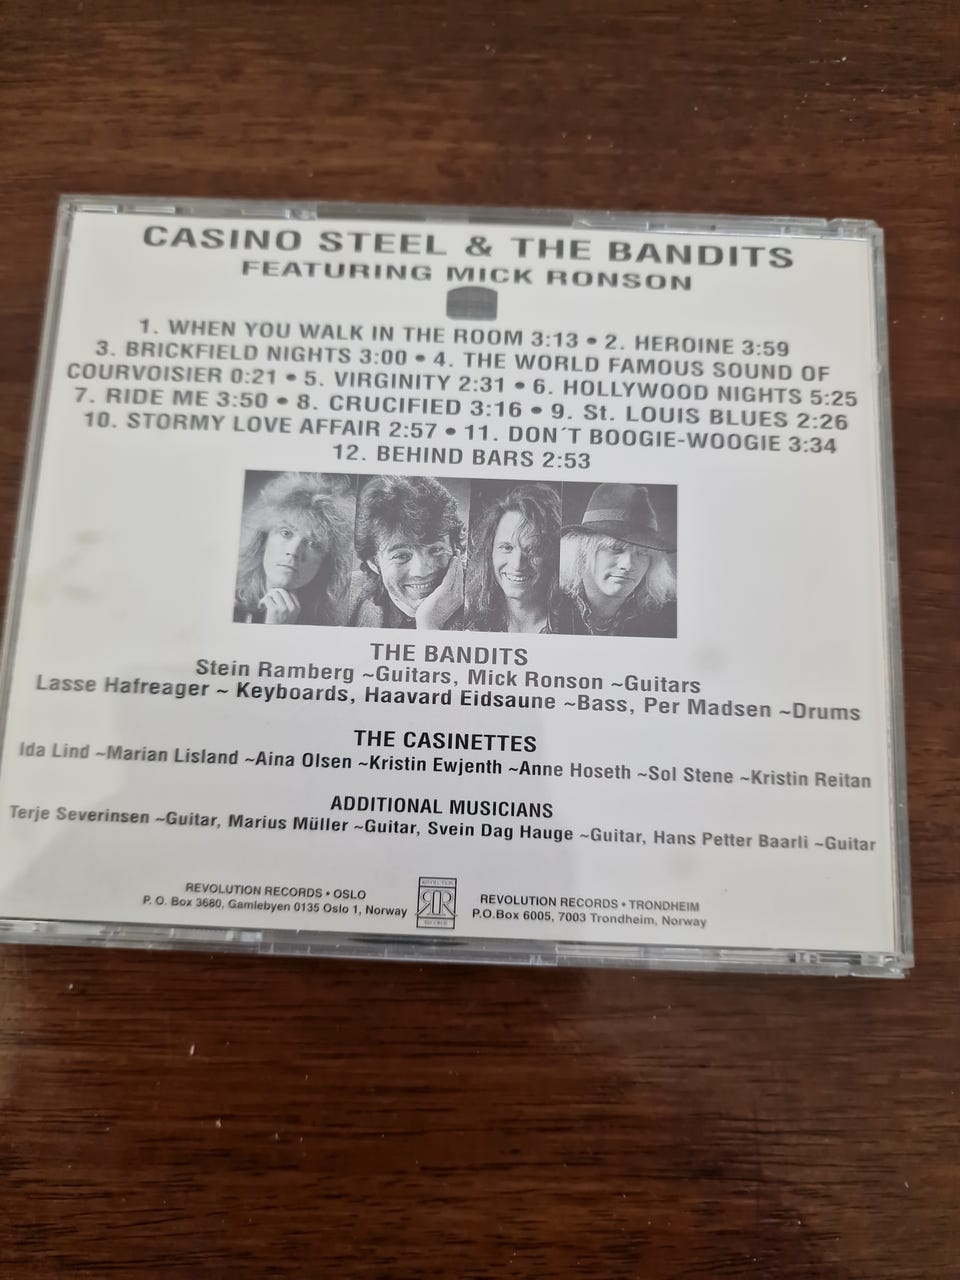 CASINO STEEL & THE BANDITS
FEATURING MICK RONSON
1. WHEN YOU WALK IN THE ROOM 3:13 • 2. HEROINE 3:59
3. BRICKFIELD NIGHTS 3:00 • 4. THE WORLD FAMOUS SOUND OF
COURVOISIER 0:21 • 5. VIRGINITY 2:31 • 6. HOLLYWOOD NIGHTS 5:25
7. RIDE ME 3:50 • 8. CRUCIFIED 3:16 • 9. St. LOUIS BLUES 2:26
10. STORMY LOVE AFFAIR 2:57 • 11. DON´T BOOGIE-WOOGIE 3:34
12. BEHIND BARS 2:53
THE BANDITS
Stein Ramberg ~Guitars, Mick Ronson ~Guitars
Lasse Hafreager ~ Keyboards, Haavard Eidsaune ~Bass, Per Madsen ~Drums
THE CASINETTES
Ida Lind ~Marian Lisland ~Aina Olsen ~Kristin Ewjenth ~Anne Hoseth ~Sol Stene ~Kristin Reitan
ADDITIONAL MUSICIANS
Terje Severinsen ~Guitar, Marius Müller ~Guitar, Svein Dag Hauge ~Guitar, Hans Petter Baarli ~Guitar
REVOLUTION RECORDS • OSLO
P. O. Box 3680, Gamlebyen 0135 Oslo 1, Norway
REVOLUTION
RR
RECORDS
REVOLUTION RECORDS • TRONDHEIM
P.O.Box 6005, 7003 Trondheim, Norway